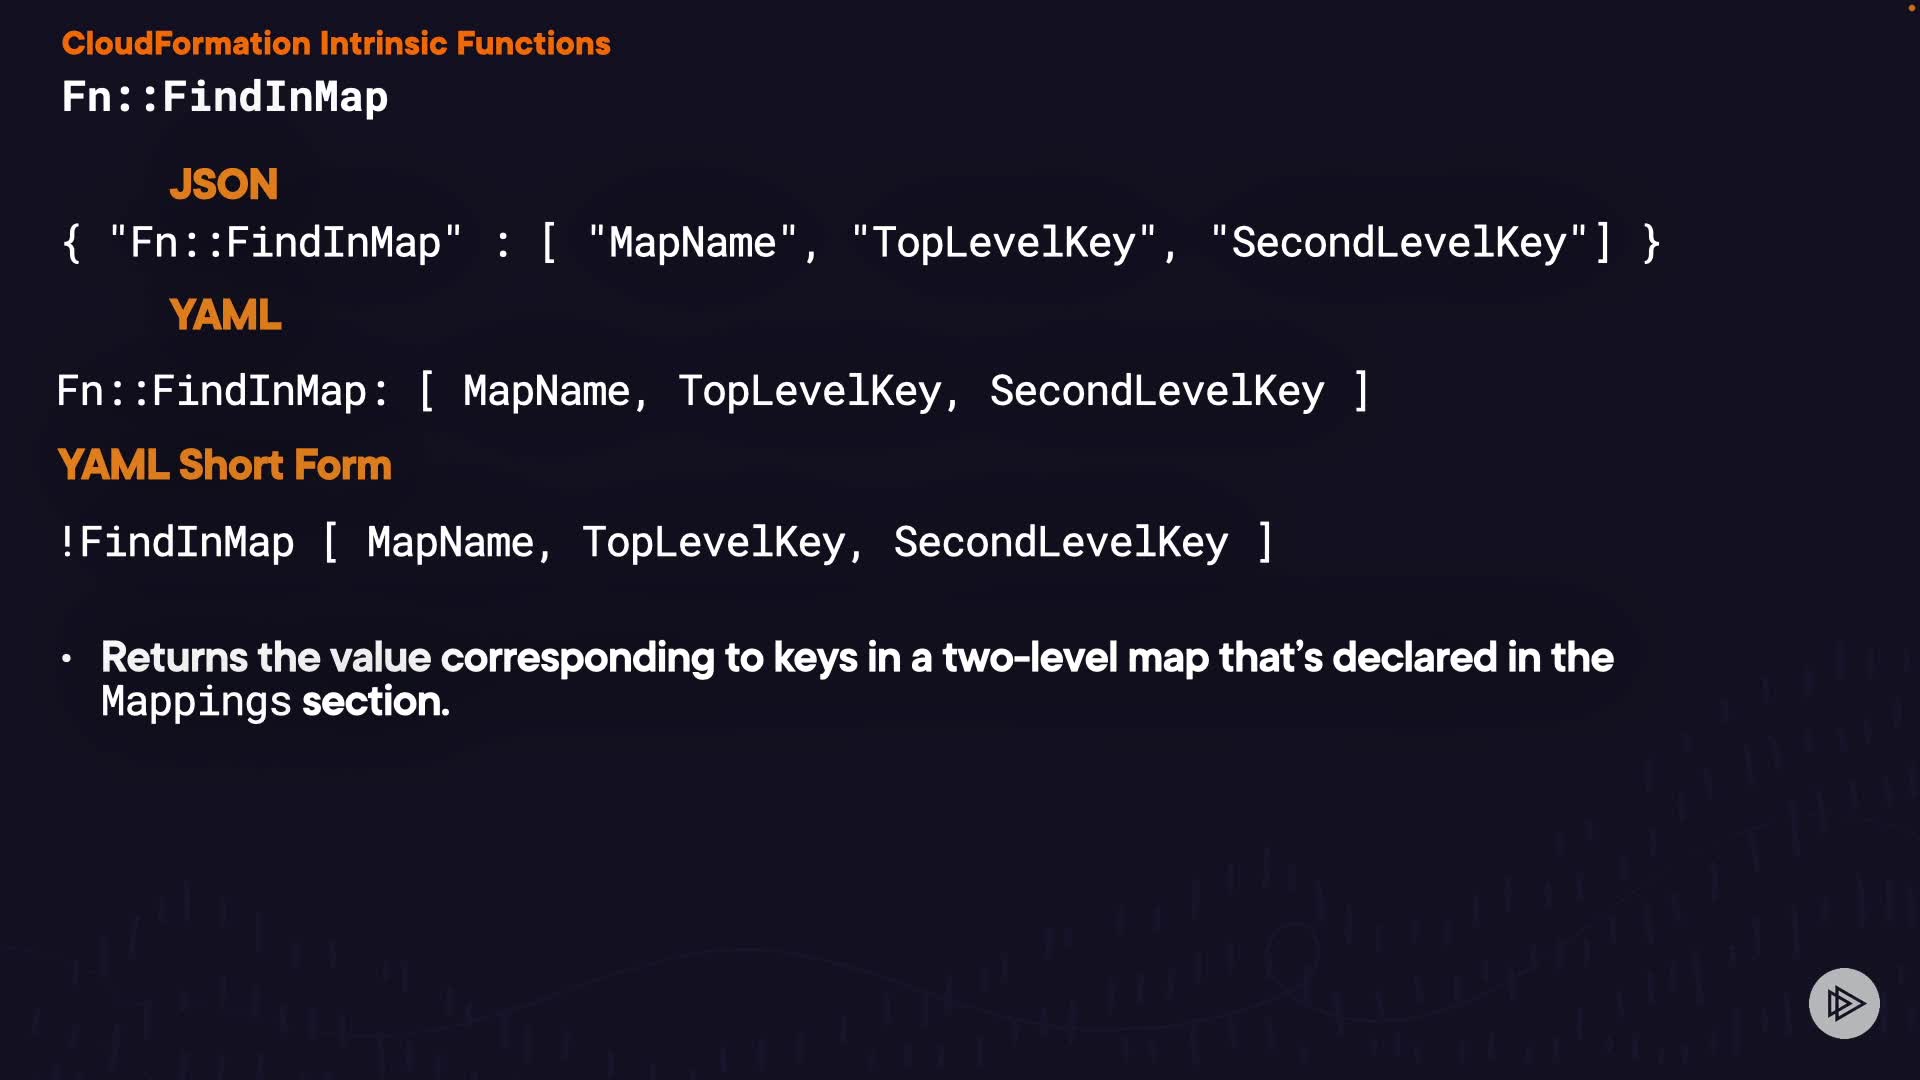 CloudFormation Intrinsic Functions
Fn::FindInMap
JSON
{ "Fn::FindInMap" : [ "MapName", "TopLevelKey", "SecondLevelKey"] }
YAML
Fn::FindInMap: [ MapName, TopLevelKey, SecondLevelKey ]
YAML Short Form
!FindInMap [ MapName, TopLevelKey, SecondLevelKey ]
• Returns the value corresponding to keys in a two-level map that’s declared in the
Mappings section.